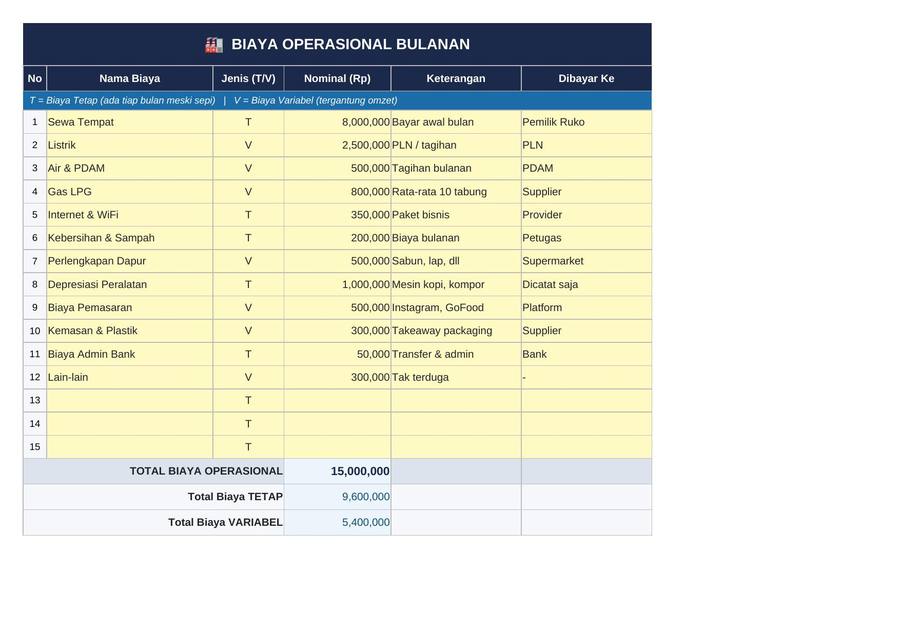 🏭 BIAYA OPERASIONAL BULANAN
No Nama Biaya Jenis (T/V) Nominal (Rp) Keterangan Dibayar Ke
T = Biaya Tetap (ada tiap bulan meski sepi) | V = Biaya Variabel (tergantung omzet)
1 Sewa Tempat T 8,000,000 Bayar awal bulan Pemilik Ruko
2 Listrik V 2,500,000 PLN / tagihan PLN
3 Air & PDAM V 500,000 Tagihan bulanan PDAM
4 Gas LPG V 800,000 Rata-rata 10 tabung Supplier
5 Internet & WiFi T 350,000 Paket bisnis Provider
6 Kebersihan & Sampah T 200,000 Biaya bulanan Petugas
7 Perlengkapan Dapur V 500,000 Sabun, lap, dll Supermarket
8 Depresiasi Peralatan T 1,000,000 Mesin kopi, kompor Dicatat saja
9 Biaya Pemasaran V 500,000 Instagram, GoFood Platform
10 Kemasan & Plastik V 300,000 Takeaway packaging Supplier
11 Biaya Admin Bank T 50,000 Transfer & admin Bank
12 Lain-lain V 300,000 Tak terduga -
13 T
14 T
15 T
TOTAL BIAYA OPERASIONAL 15,000,000
Total Biaya TETAP 9,600,000
Total Biaya VARIABEL 5,400,000